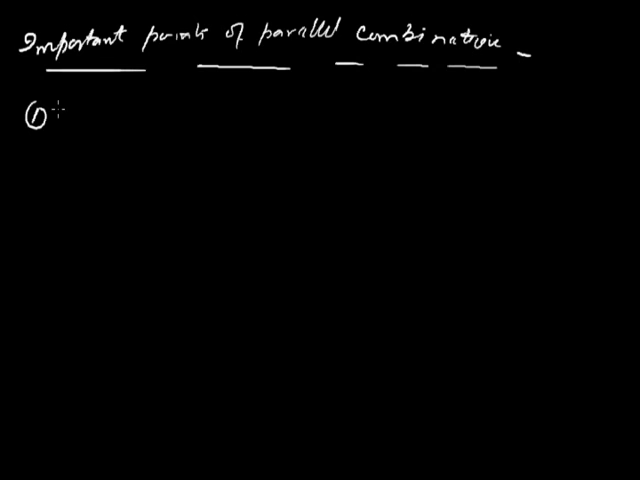 Important points of parallel combination -
①